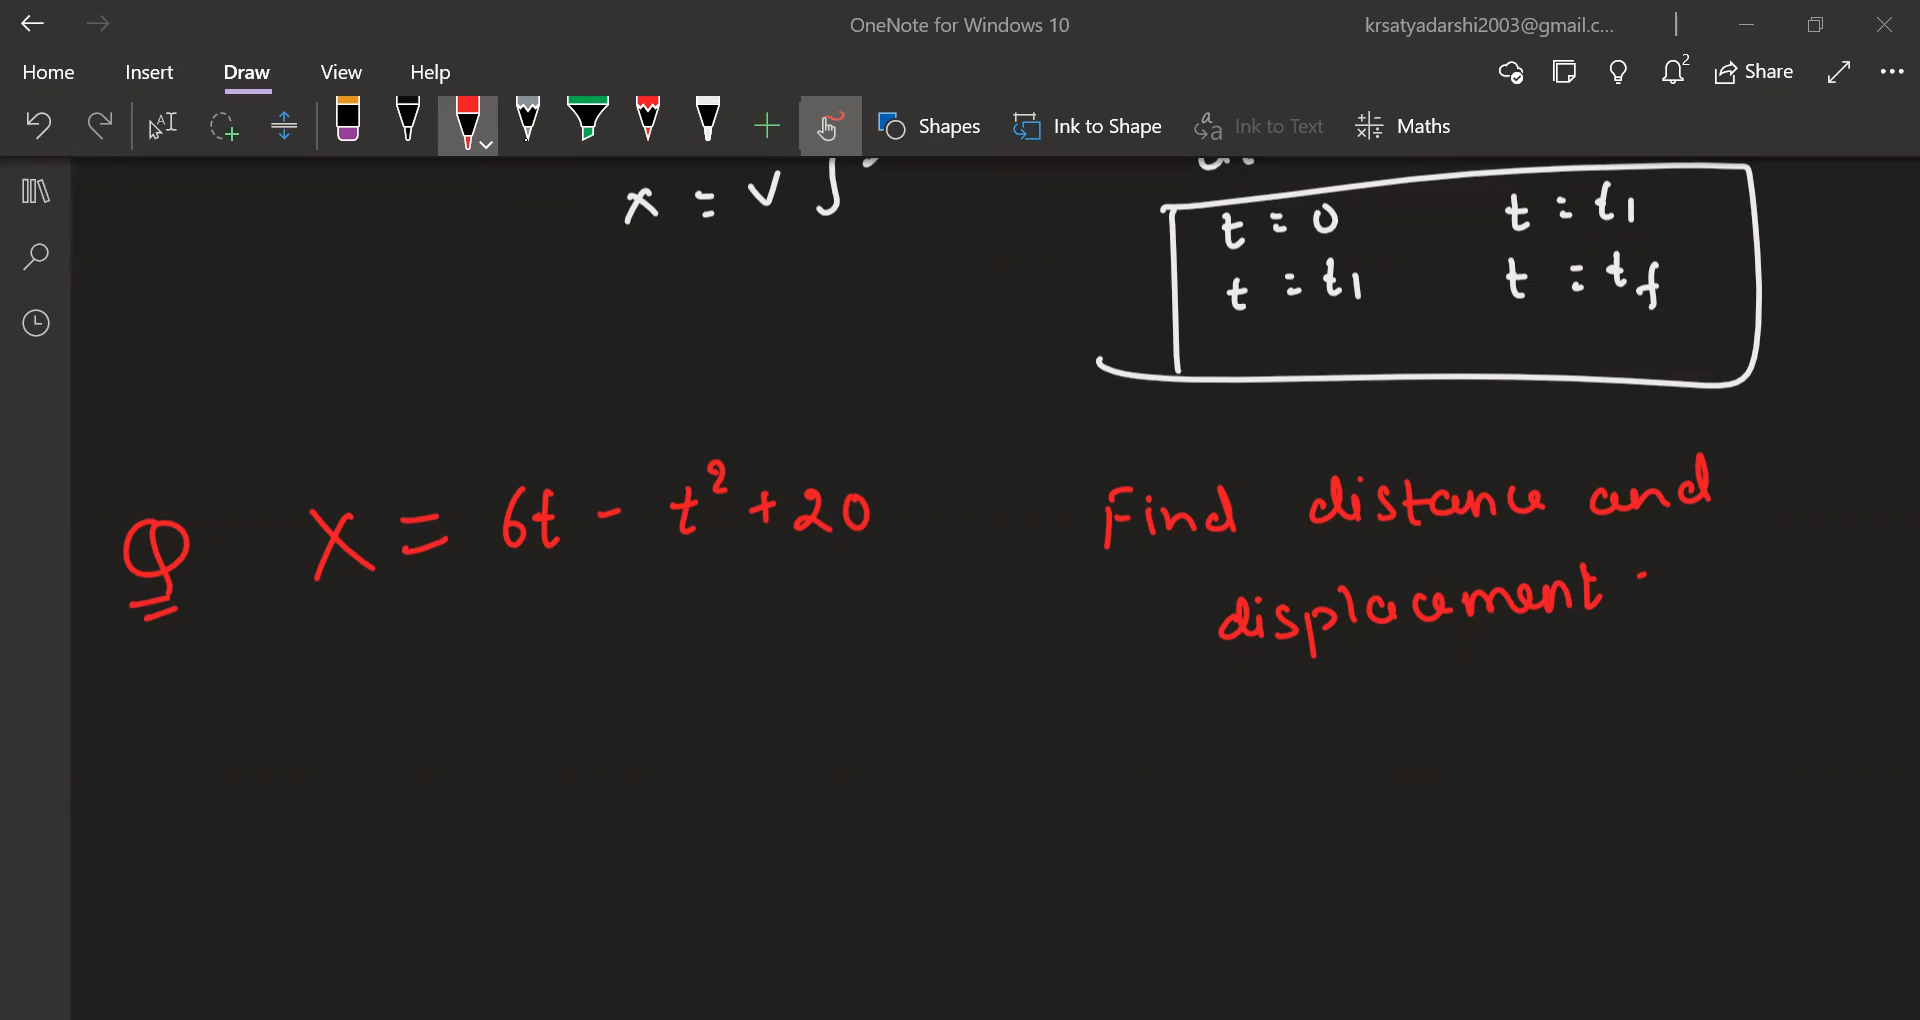 OneNote for Windows 10 krsatyadarshi2003@gmail.c...
Home Insert Draw View Help 2 Share
Shapes Ink to Shape Ink to Text Maths
x = v ∫
t = 0 t = t1
t = t1 t = tf
Q X = 6t - t² + 20 Find distance and
displacement .